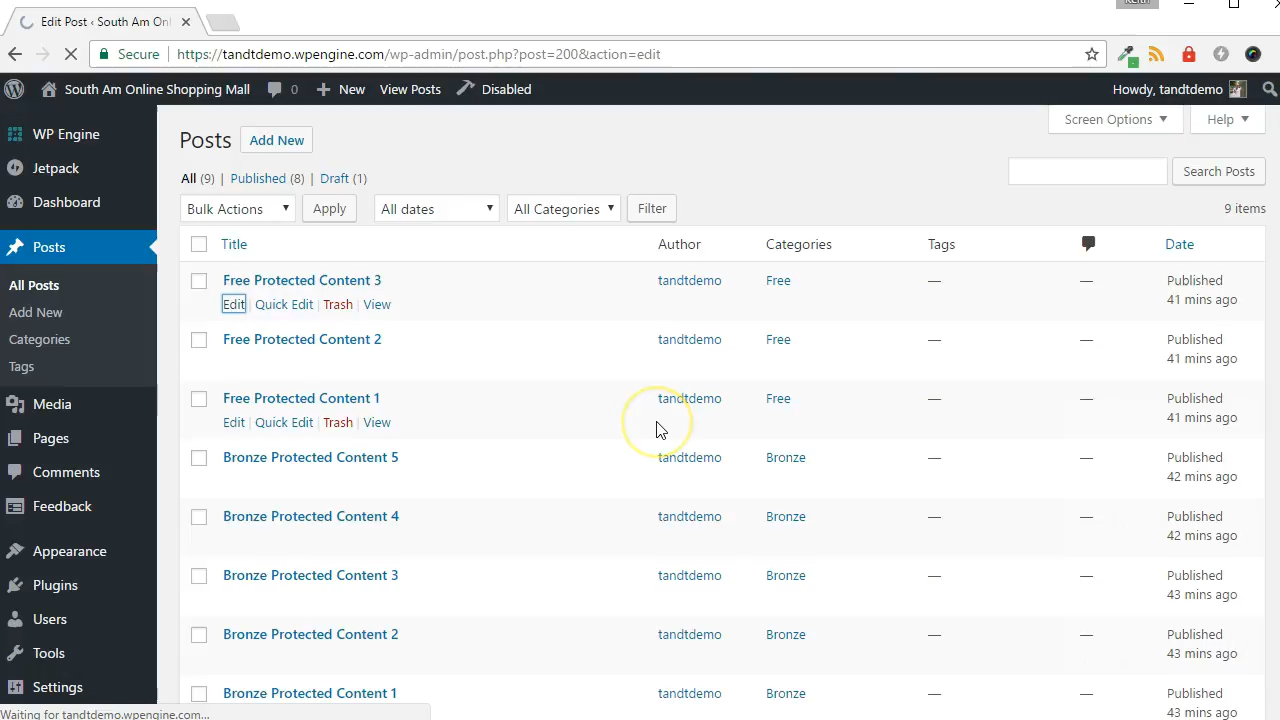 Keith
Edit Post ‹ South Am Onl
Secure https://tandtdemo.wpengine.com/wp-admin/post.php?post=200&action=edit
South Am Online Shopping Mall 0 New View Posts Disabled Howdy, tandtdemo
Screen Options Help
WP Engine
Jetpack
Dashboard
Posts
All Posts
Add New
Categories
Tags
Media
Pages
Comments
Feedback
Appearance
Plugins
Users
Tools
Settings
Posts Add New
All (9) | Published (8) | Draft (1)
Search Posts
Bulk Actions Apply All dates All Categories Filter
9 items
Title Author Categories Tags Date
Free Protected Content 3 tandtdemo Free — — Published
Edit | Quick Edit | Trash | View 41 mins ago
Free Protected Content 2 tandtdemo Free — — Published
41 mins ago
Free Protected Content 1 tandtdemo Free — — Published
Edit | Quick Edit | Trash | View 41 mins ago
Bronze Protected Content 5 tandtdemo Bronze — — Published
42 mins ago
Bronze Protected Content 4 tandtdemo Bronze — — Published
42 mins ago
Bronze Protected Content 3 tandtdemo Bronze — — Published
43 mins ago
Bronze Protected Content 2 tandtdemo Bronze — — Published
43 mins ago
Bronze Protected Content 1 tandtdemo Bronze — — Published
43 mins ago
Waiting for tandtdemo.wpengine.com...